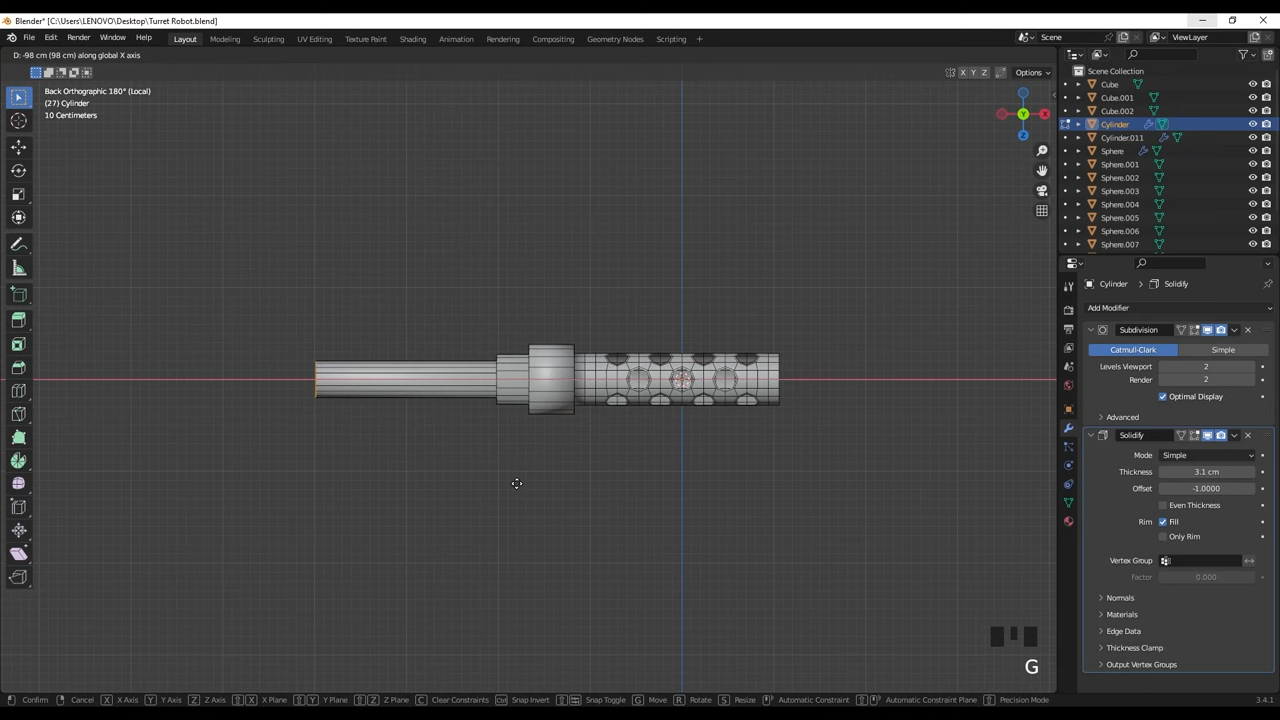 Blender* [C:\Users\LENOVO\Desktop\Turret Robot.blend]
File Edit Render Window Help Layout Modeling Sculpting UV Editing Texture Paint Shading Animation Rendering Compositing Geometry Nodes Scripting Scene ViewLayer
D: -98 cm (98 cm) along global X axis
X Y Z Options
Back Orthographic 180° (Local)
(27) Cylinder
10 Centimeters
X
Y
Z
Scene Collection
Cube
Cube.001
Cube.002
Cylinder
Cylinder.011
Sphere
Sphere.001
Sphere.002
Sphere.003
Sphere.004
Sphere.005
Sphere.006
Sphere.007
Cylinder Solidify
Add Modifier
Subdivision
Catmull-Clark Simple
Levels Viewport 2
Render 2
Optimal Display
Advanced
Solidify
Mode Simple
Thickness 3.1 cm
Offset -1.0000
Even Thickness
Rim Fill
Only Rim
Vertex Group
Factor 0.000
Normals
Materials
Edge Data
Thickness Clamp
Output Vertex Groups
G
Confirm Cancel X X Axis Y Y Axis Z Z Axis X X Plane Y Y Plane Z Z Plane C Clear Constraints Ctrl Snap Invert Snap Toggle G Move R Rotate S Resize Automatic Constraint Automatic Constraint Plane Precision Mode 3.4.1